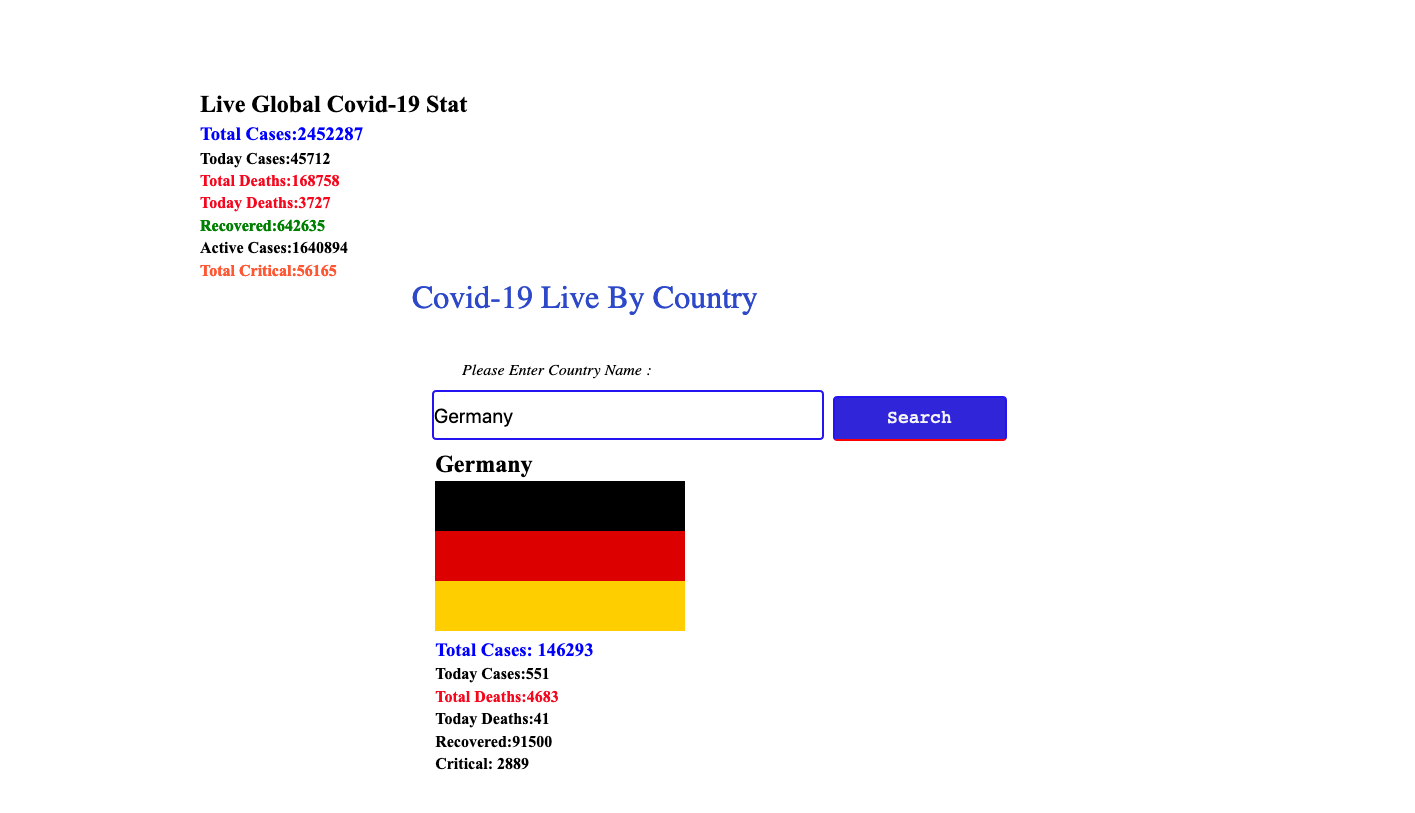 Live Global Covid-19 Stat
Total Cases:2452287
Today Cases:45712
Total Deaths:168758
Today Deaths:3727
Recovered:642635
Active Cases:1640894
Total Critical:56165
Covid-19 Live By Country
Please Enter Country Name :
Germany
Search
Germany
Total Cases: 146293
Today Cases:551
Total Deaths:4683
Today Deaths:41
Recovered:91500
Critical: 2889